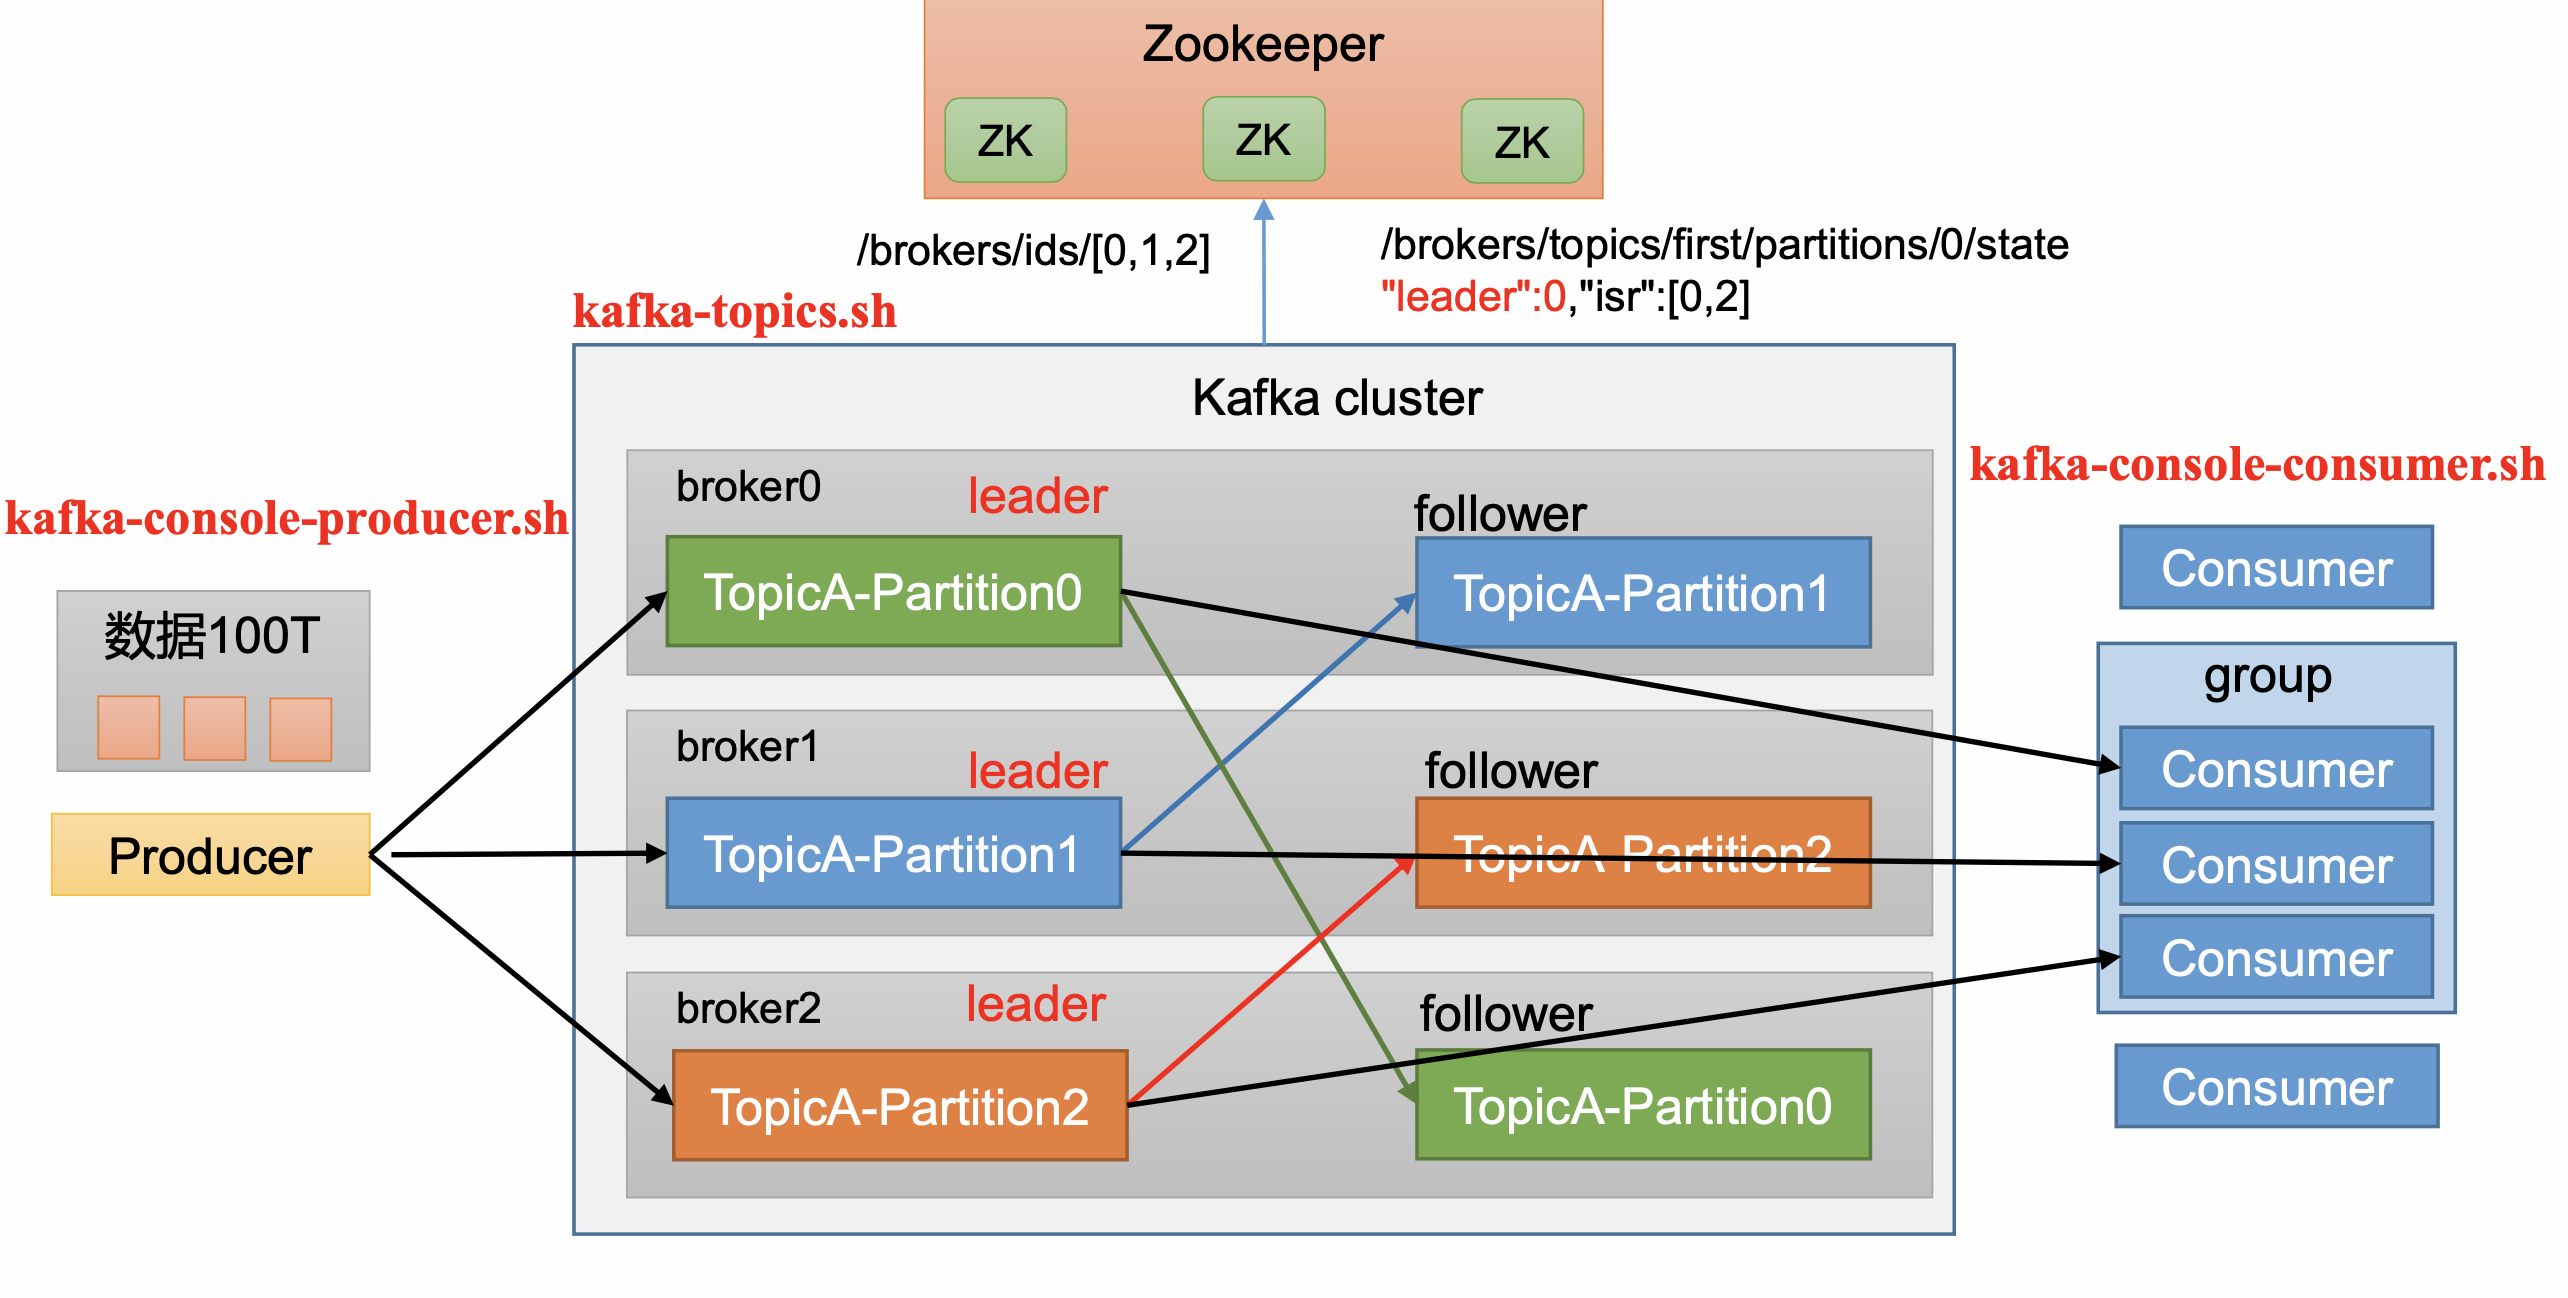 Zookeeper
ZK
ZK
ZK
/brokers/ids/[0,1,2]
/brokers/topics/first/partitions/0/state
"leader":0,"isr":[0,2]
kafka-topics.sh
Kafka cluster
kafka-console-producer.sh
数据100T
Producer
broker0
leader
follower
TopicA-Partition0
TopicA-Partition1
broker1
leader
follower
TopicA-Partition1
TopicA-Partition2
broker2
leader
follower
TopicA-Partition2
TopicA-Partition0
kafka-console-consumer.sh
Consumer
group
Consumer
Consumer
Consumer
Consumer